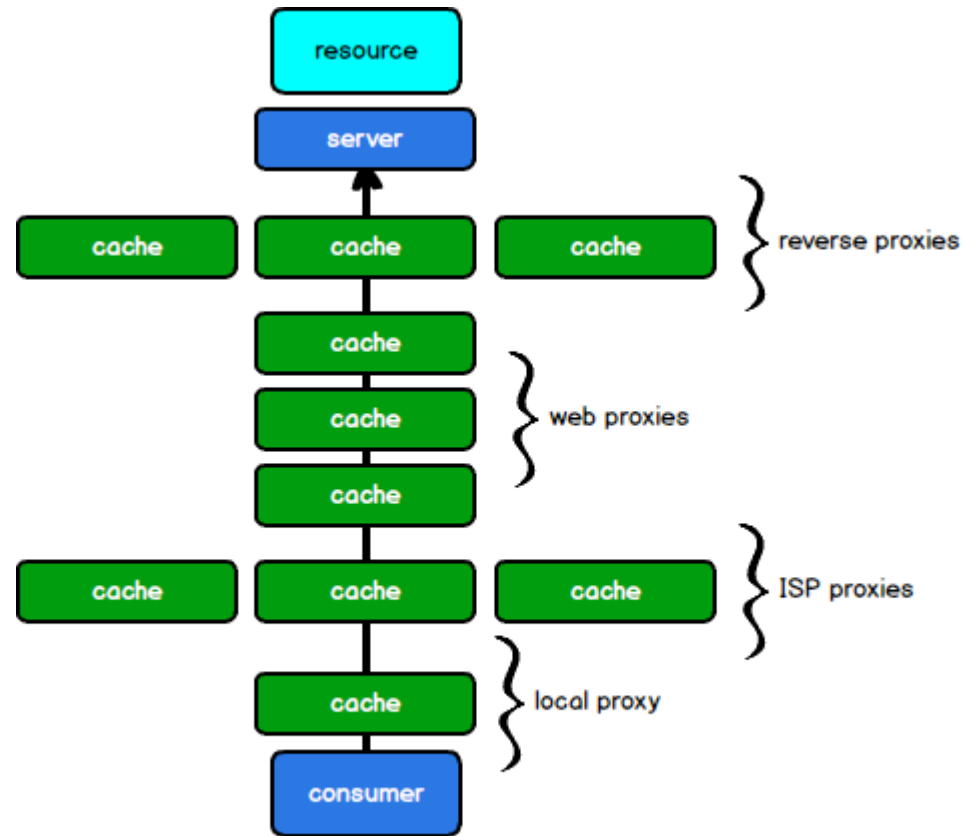 resource
server
cache
cache
cache
reverse proxies
cache
cache
web proxies
cache
cache
cache
cache
ISP proxies
cache
local proxy
consumer